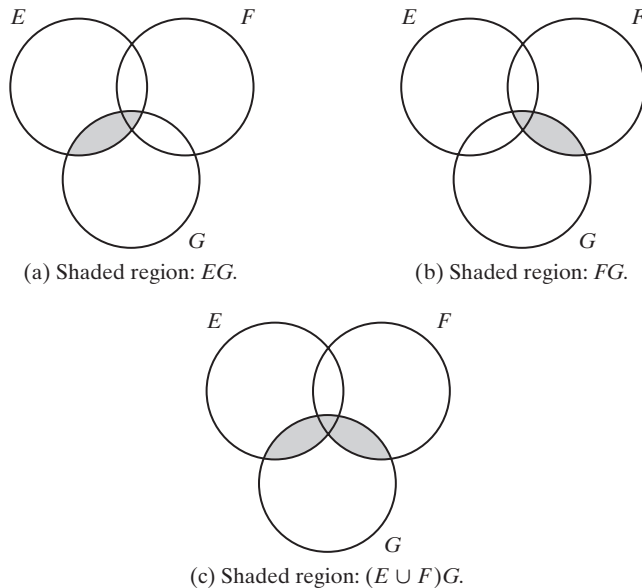 E F
G
(a) Shaded region: EG.
E F
G
(b) Shaded region: FG.
E F
G
(c) Shaded region: (E ∪ F)G.